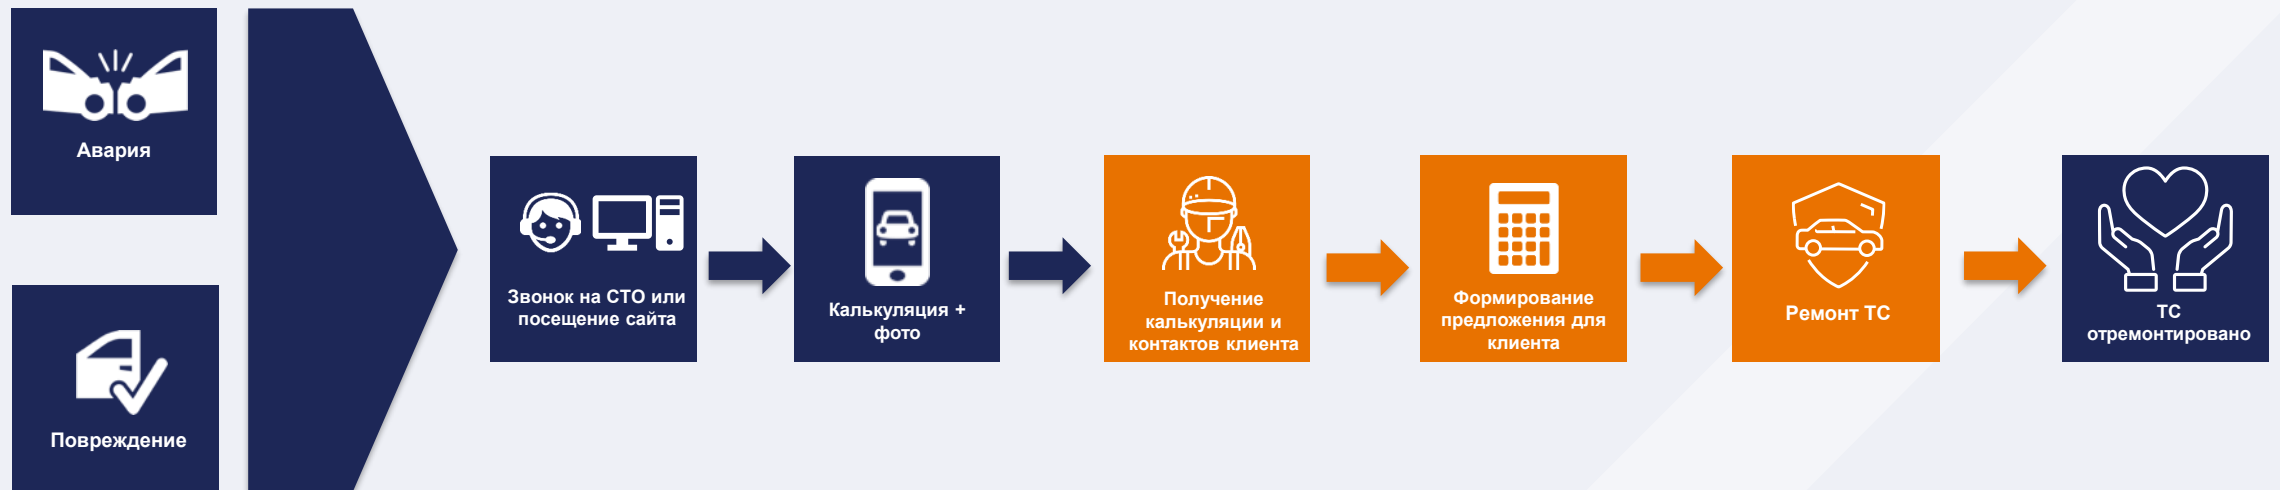 Авария
Повреждение
Звонок на СТО или
посещение сайта
Калькуляция +
фото
Получение
калькуляции и
контактов клиента
Формирование
предложения для
клиента
Ремонт ТС
ТС
отремонтировано